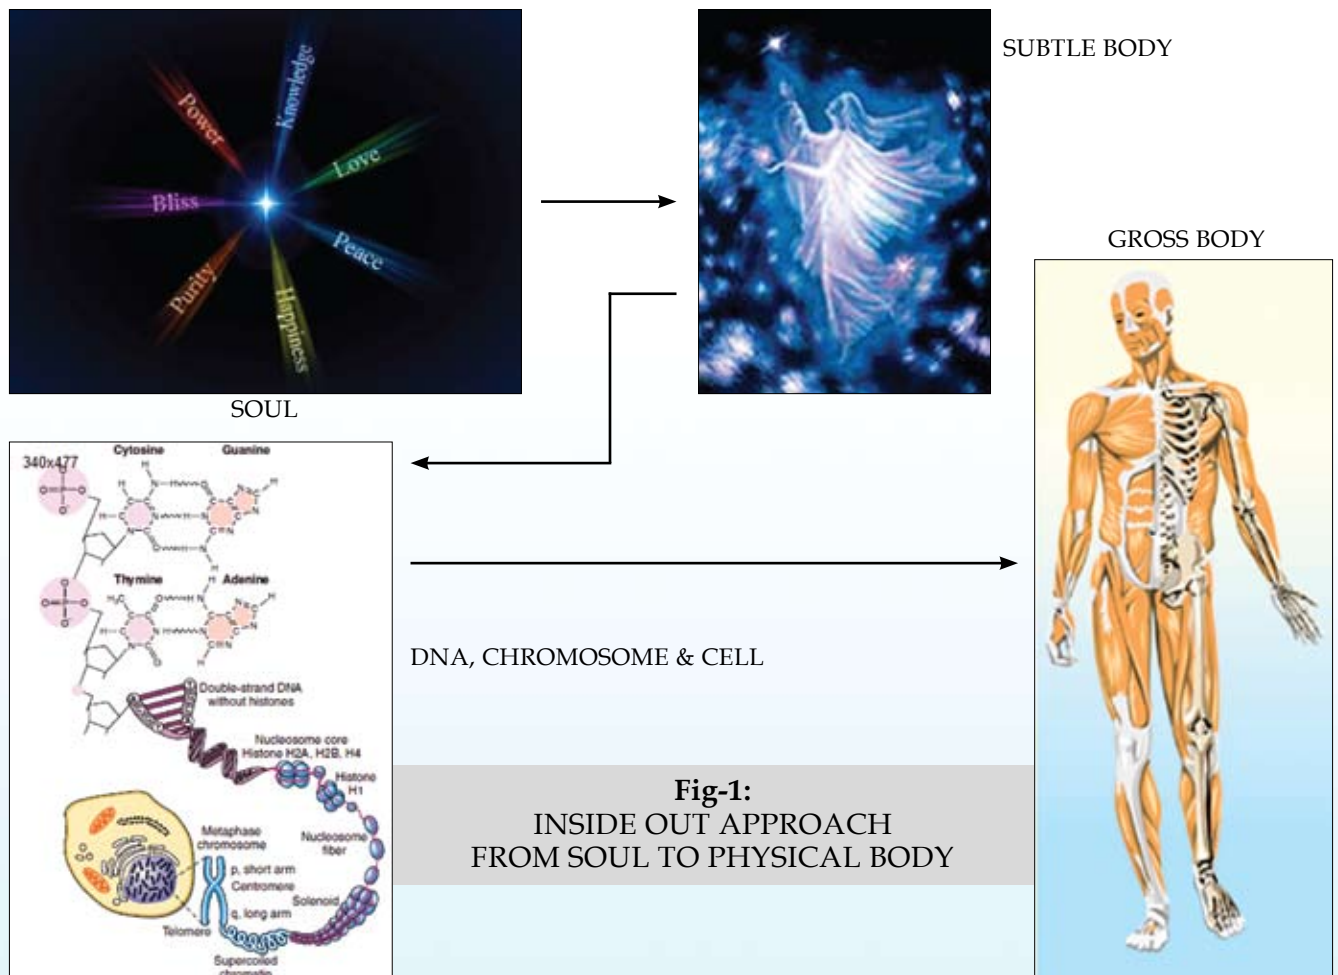 Power
Knowledge
Love
Bliss
Peace
Purity
Happiness
SOUL
SUBTLE BODY
GROSS BODY
340x477
Cytosine Guanine
Thymine Adenine
Double-strand DNA
without histones
Nucleosome core
Histone H2A, H2B, H4
Histone
H1
Nucleosome
fiber
Metaphase
chromosome
p, short arm
Centromere
q, long arm
Solenoid
Telomere
Supercoiled
chromatin
DNA, CHROMOSOME & CELL
Fig-1:
INSIDE OUT APPROACH
FROM SOUL TO PHYSICAL BODY